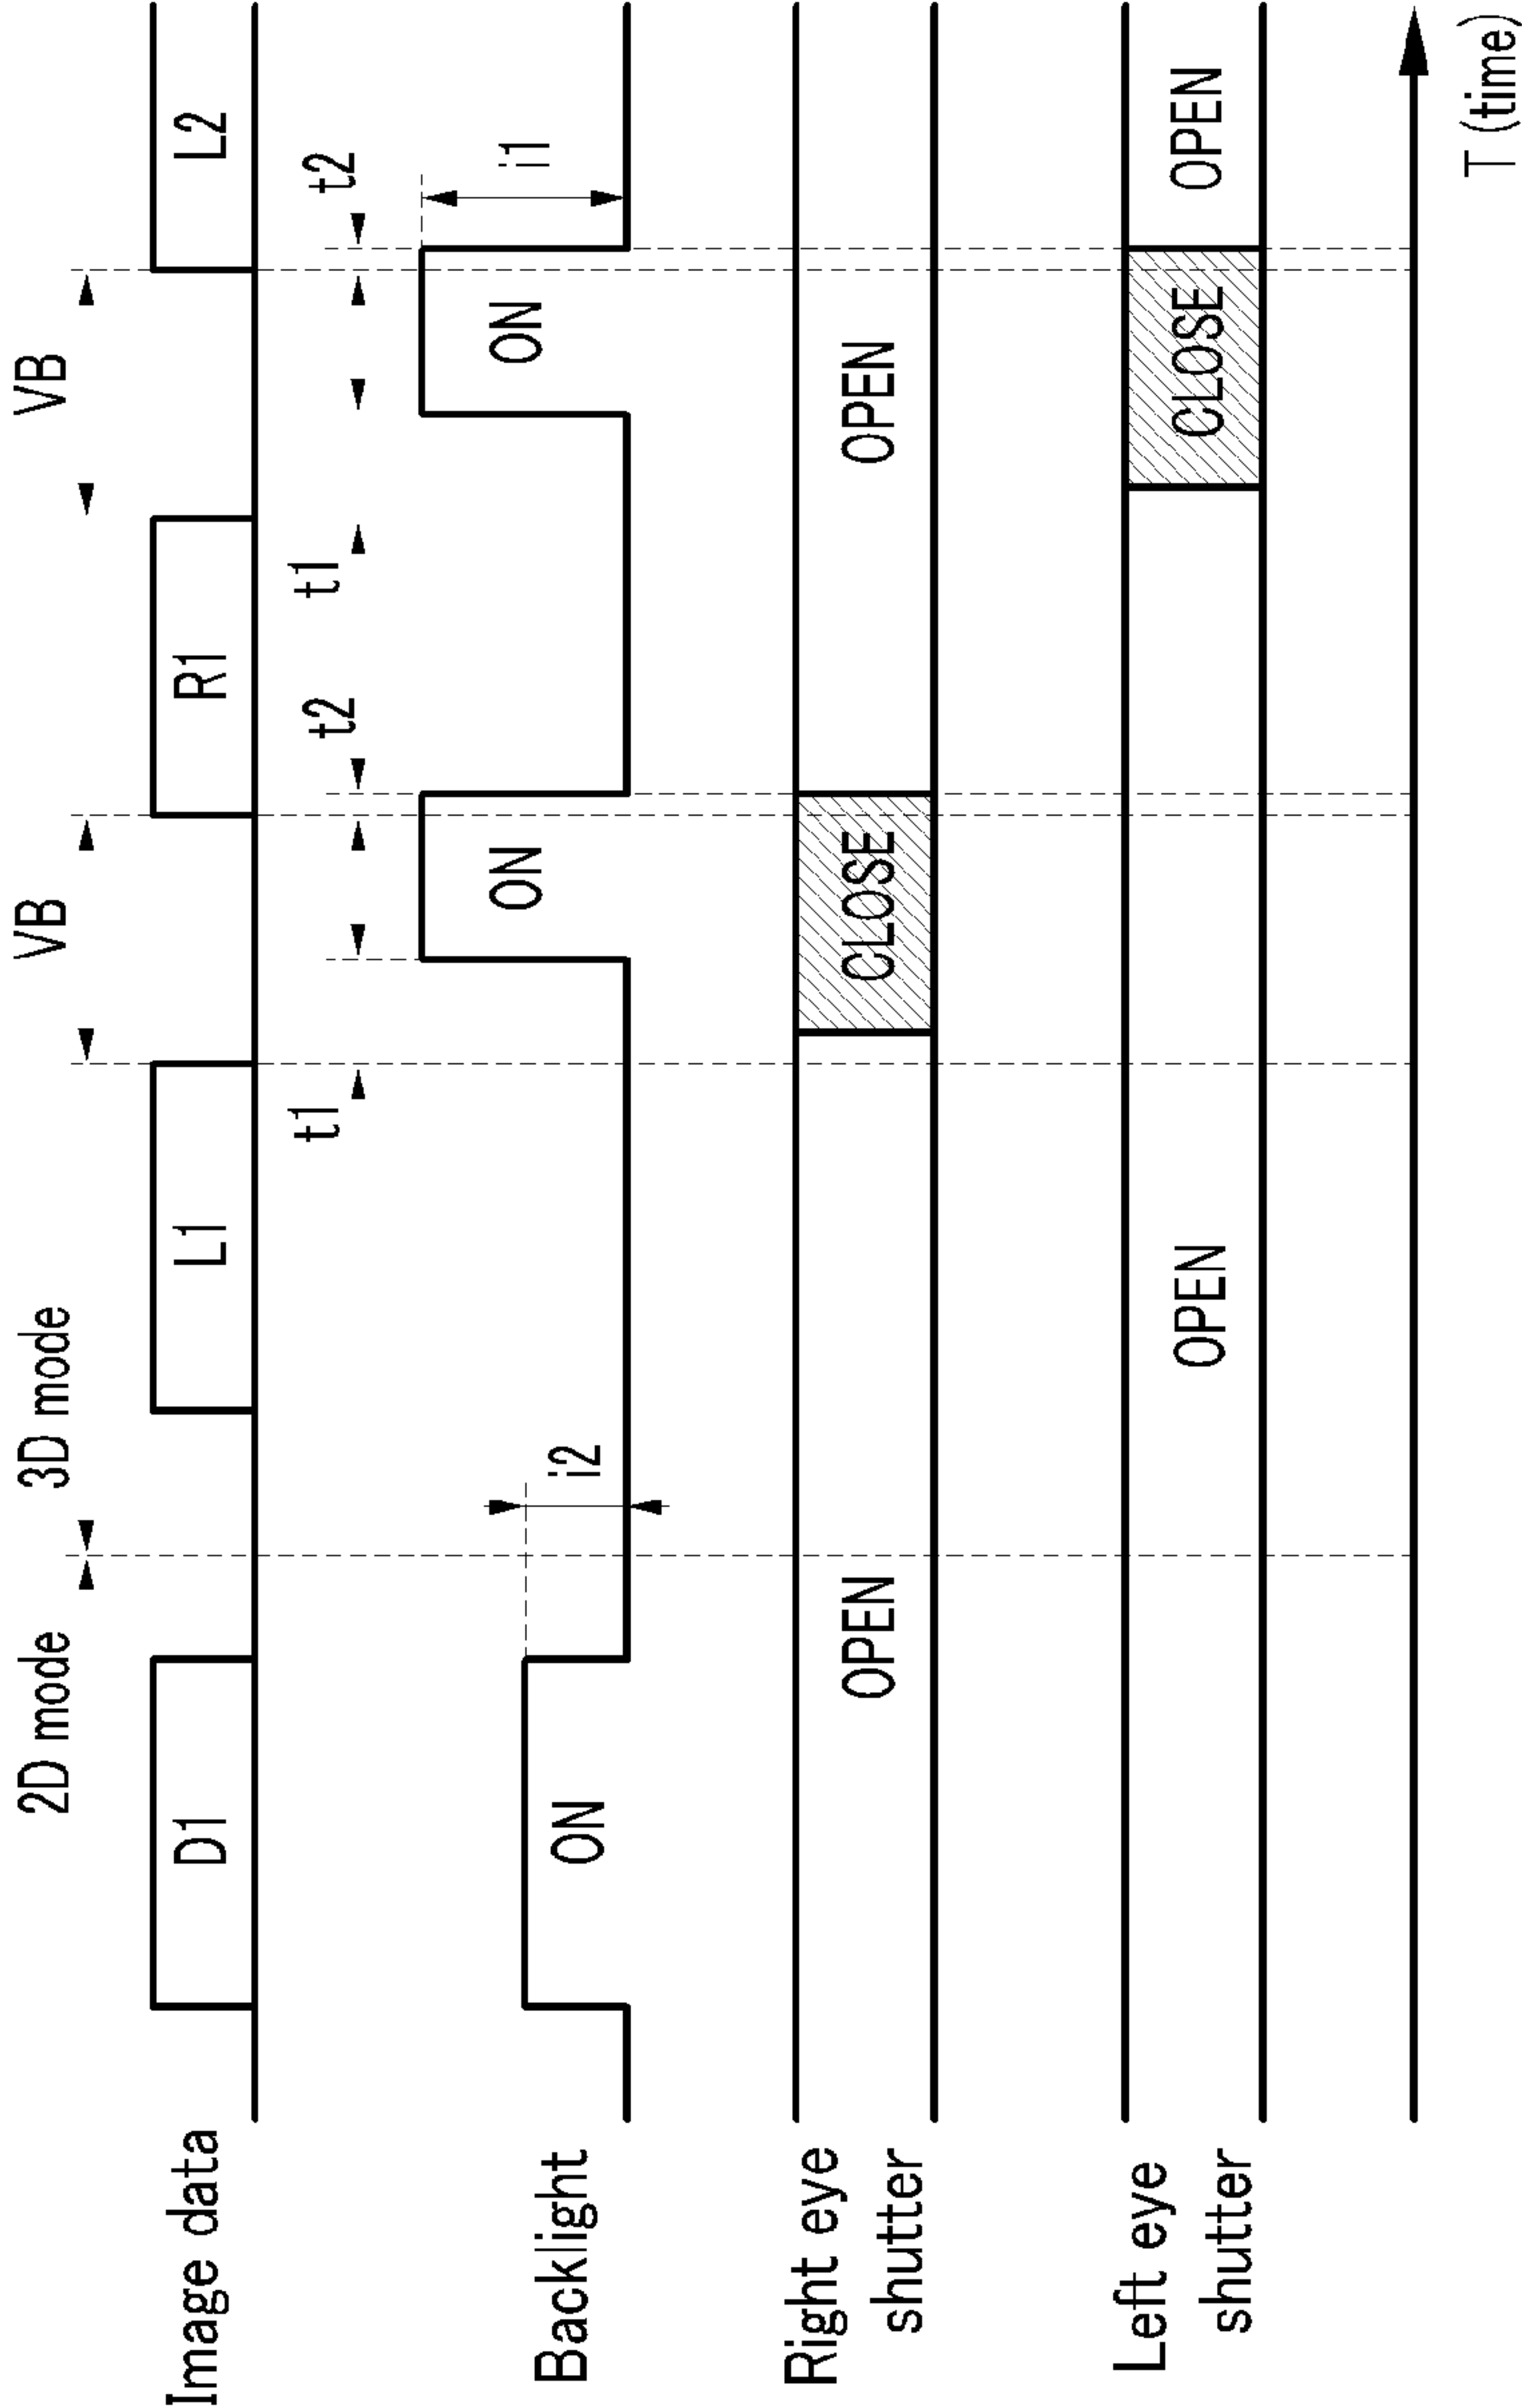 2D mode
3D mode
VB
VB
Image data
D1
L1
R1
L2
t1
t2
t1
t2
Backlight
ON
i2
ON
ON
i1
Right eye
shutter
OPEN
CLOSE
OPEN
Left eye
shutter
OPEN
CLOSE
OPEN
T (time)